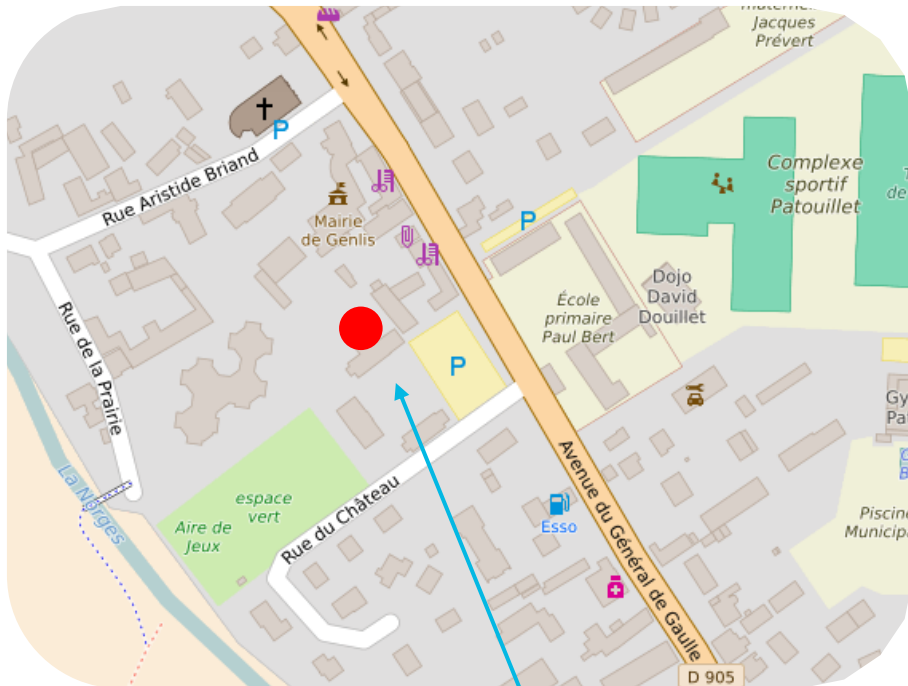 Jacques
Prévert
P
Rue Aristide Briand
Mairie
de Genlis
P
Complexe
sportif
Patouillet
Dojo
David
Douillet
École
primaire
Paul Bert
P
Rue de la Prairie
La Norges
espace
vert
Aire de
Jeux
Rue du Château
Esso
Avenue du Général de Gaulle
D 905